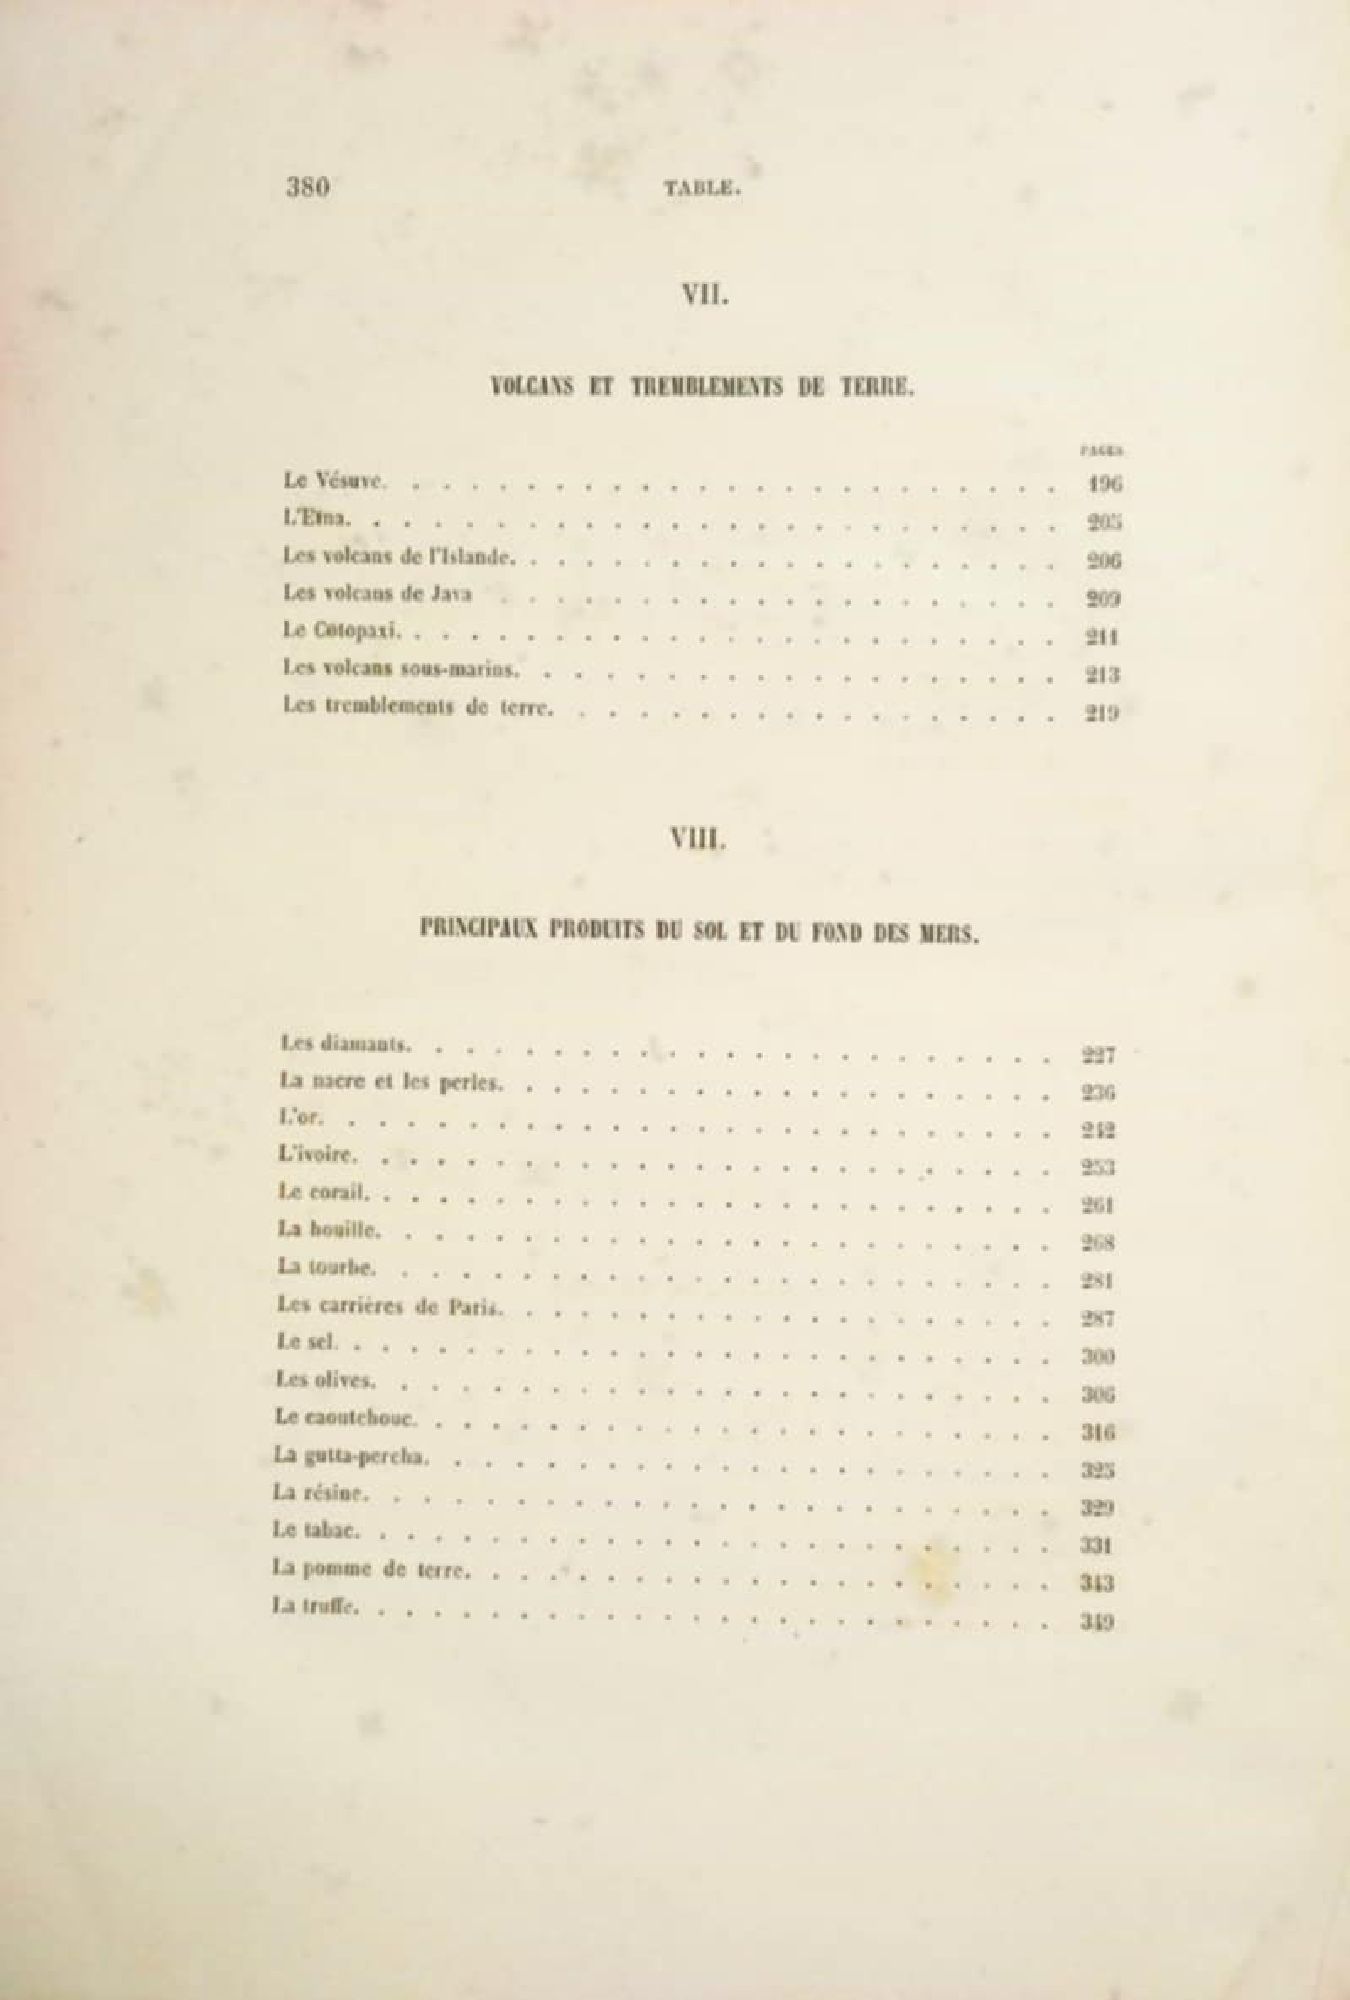 380 TABLE.
VII.
VOLCANS ET TREMBLEMENTS DE TERRE.
PAGES
Le Vésuve. . . . . . . . . . . . . . . . . . . . . . . . 196
L'Etna. . . . . . . . . . . . . . . . . . . . . . . . . 205
Les volcans de l'Islande. . . . . . . . . . . . . . . . . . . . 206
Les volcans de Java . . . . . . . . . . . . . . . . . . . . 209
Le Cotopaxi. . . . . . . . . . . . . . . . . . . . . . . . 211
Les volcans sous-marins. . . . . . . . . . . . . . . . . . . 213
Les tremblements de terre. . . . . . . . . . . . . . . . . . 219
VIII.
PRINCIPAUX PRODUITS DU SOL ET DU FOND DES MERS.
Les diamants. . . . . . . . . . . . . . . . . . . . . . . 227
La nacre et les perles. . . . . . . . . . . . . . . . . . . . 236
L'or. . . . . . . . . . . . . . . . . . . . . . . . . . 242
L'ivoire. . . . . . . . . . . . . . . . . . . . . . . . . 253
Le corail. . . . . . . . . . . . . . . . . . . . . . . . . 261
La houille. . . . . . . . . . . . . . . . . . . . . . . . 268
La tourbe. . . . . . . . . . . . . . . . . . . . . . . . 281
Les carrières de Paris. . . . . . . . . . . . . . . . . . . . 287
Le sel. . . . . . . . . . . . . . . . . . . . . . . . . . 300
Les olives. . . . . . . . . . . . . . . . . . . . . . . . 306
Le caoutchouc. . . . . . . . . . . . . . . . . . . . . . . 316
La gutta-percha. . . . . . . . . . . . . . . . . . . . . . 325
La résine. . . . . . . . . . . . . . . . . . . . . . . . 329
Le tabac. . . . . . . . . . . . . . . . . . . . . . . . . 331
La pomme de terre. . . . . . . . . . . . . . . . . . . . . 343
La truffe. . . . . . . . . . . . . . . . . . . . . . . . . 349